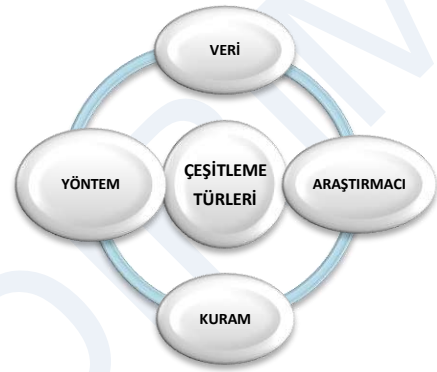 VERİ
YÖNTEM
ÇEŞİTLEME
TÜRLERİ
ARAŞTIRMACI
KURAM